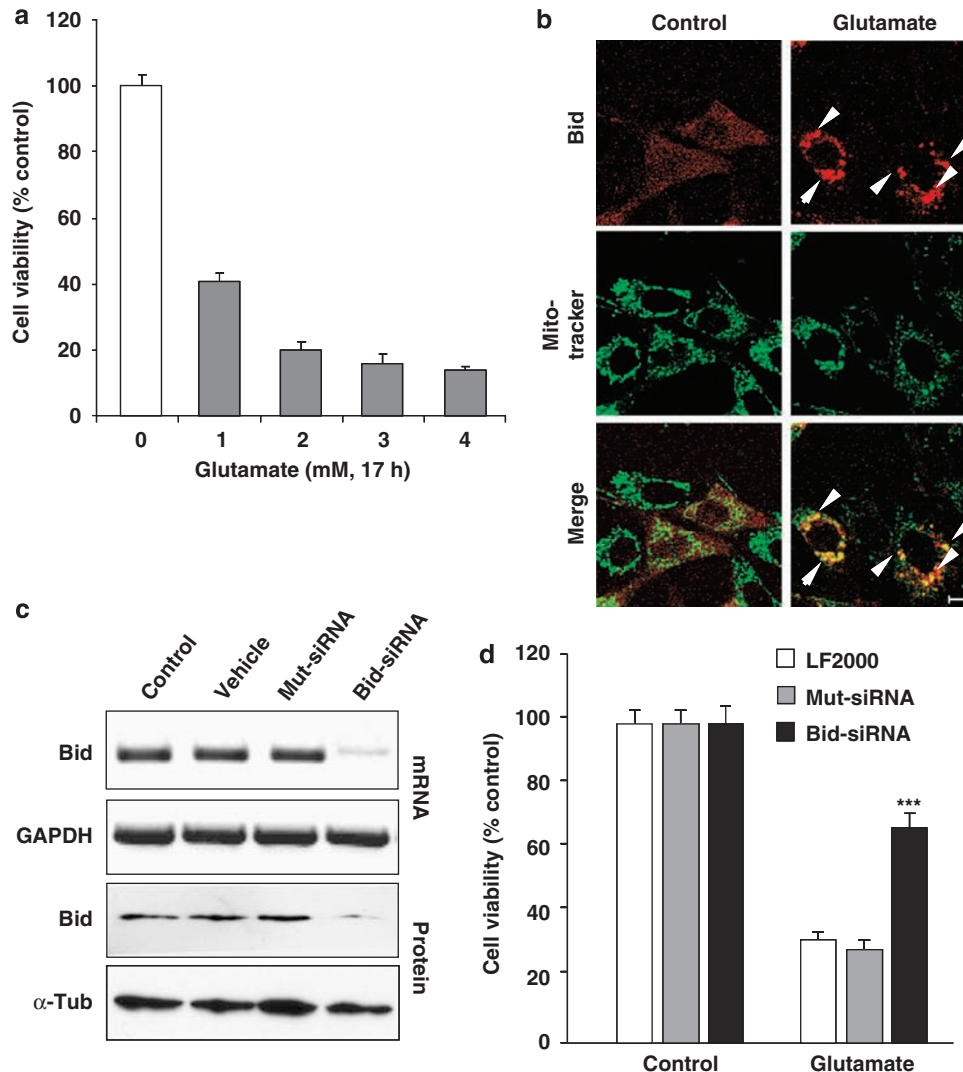 a
120
100
80
60
40
20
0
Cell viability (% control)
0 1 2 3 4
Glutamate (mM, 17 h)
b
Control Glutamate
Bid
Mito-
tracker
Merge
c
Control Vehicle Mut-siRNA Bid-siRNA
Bid
GAPDH
mRNA
Bid
α-Tub
Protein
d
120
100
80
60
40
20
0
Cell viability (% control)
LF2000
Mut-siRNA
Bid-siRNA
***
Control Glutamate